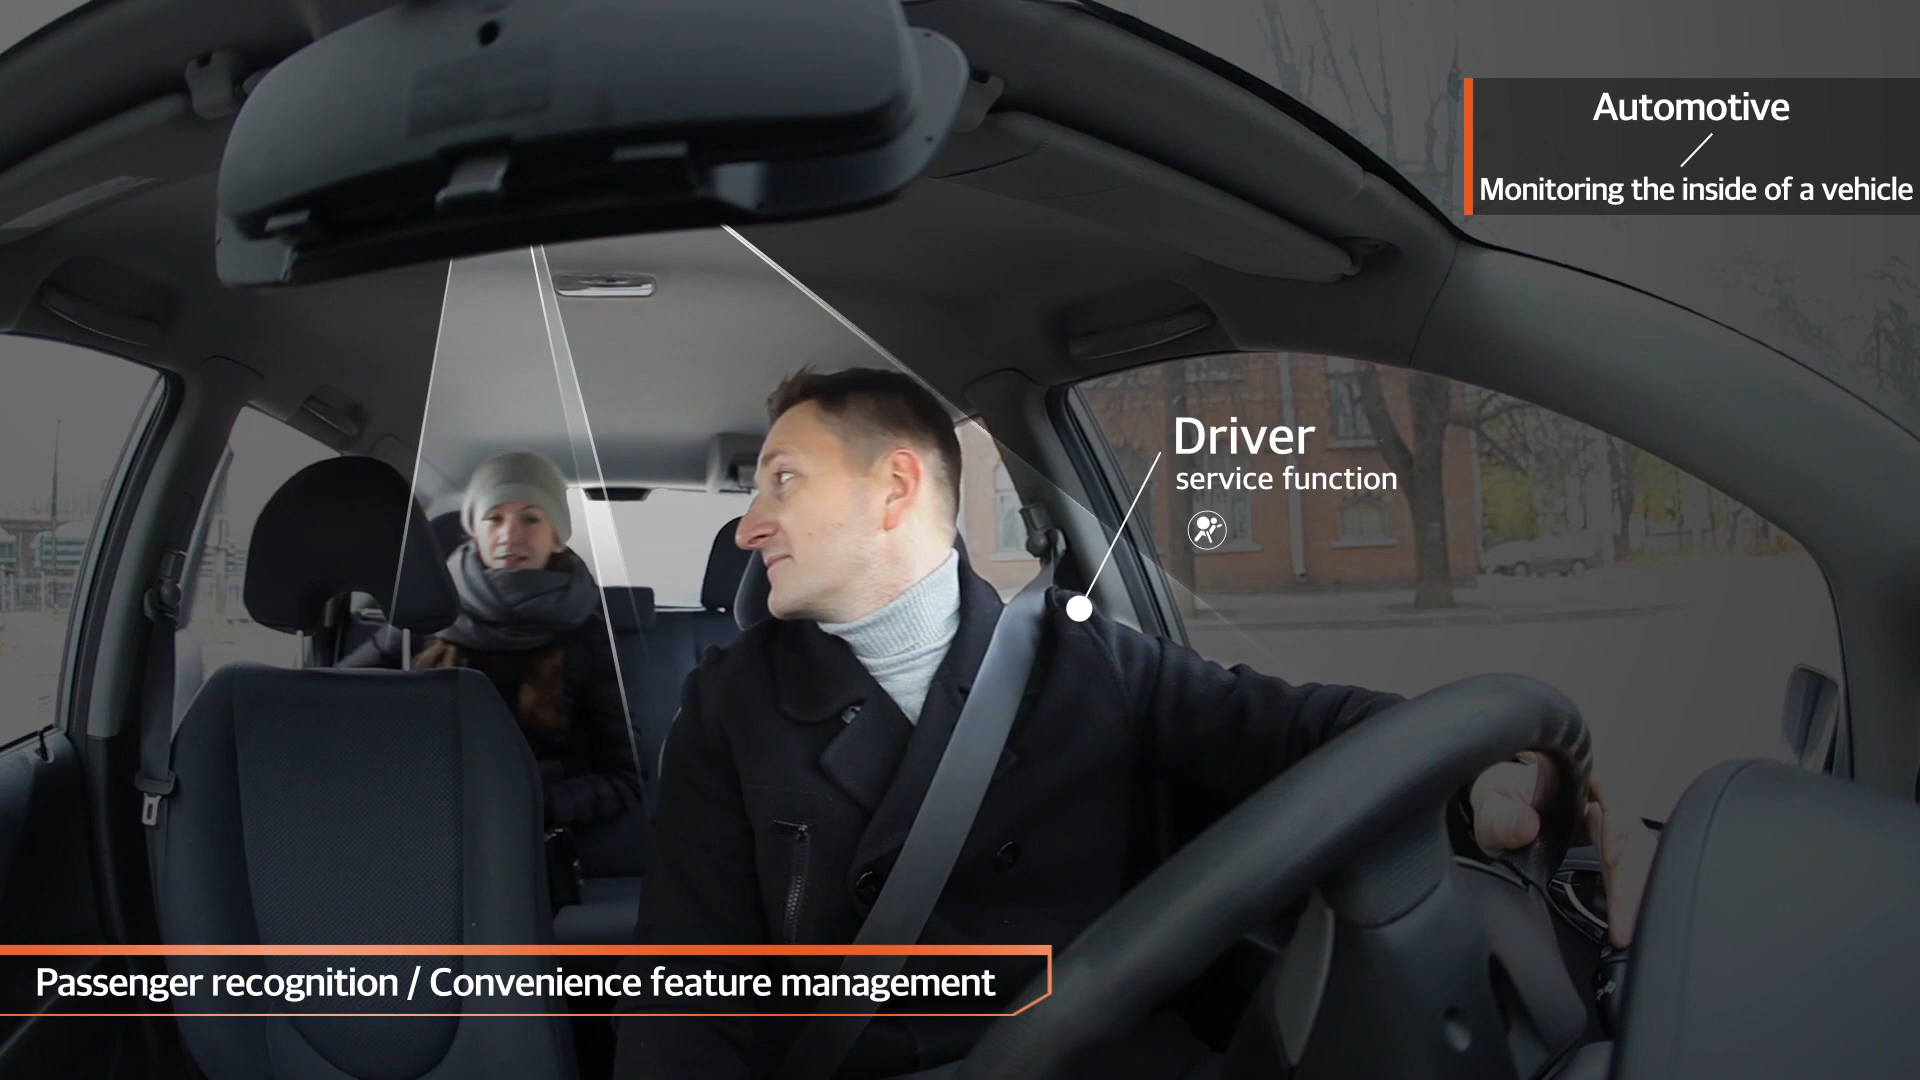 Automotive
Monitoring the inside of a vehicle
Driver
service function
Passenger recognition / Convenience feature management